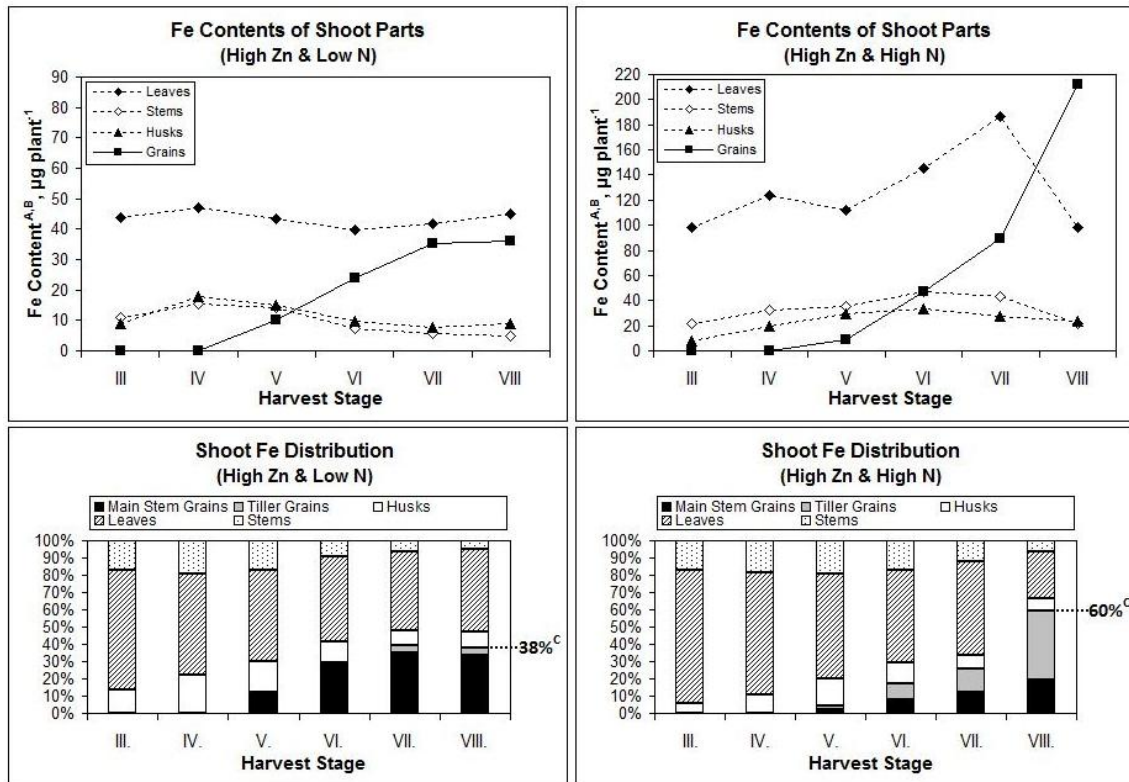 Fe Contents of Shoot Parts
(High Zn & Low N)
Fe Content A,B, µg plant-1
90
80
70
60
50
40
30
20
10
0
Leaves
Stems
Husks
Grains
III IV V VI VII VIII
Harvest Stage
Fe Contents of Shoot Parts
(High Zn & High N)
Fe Content A,B, µg plant-1
220
200
180
160
140
120
100
80
60
40
20
0
Leaves
Stems
Husks
Grains
III IV V VI VII VIII
Harvest Stage
Shoot Fe Distribution
(High Zn & Low N)
Main Stem Grains Tiller Grains Husks
Leaves Stems
100%
90%
80%
70%
60%
50%
40%
30%
20%
10%
0%
38%C
III. IV. V. VI. VII. VIII.
Harvest Stage
Shoot Fe Distribution
(High Zn & High N)
Main Stem Grains Tiller Grains Husks
Leaves Stems
100%
90%
80%
70%
60%
50%
40%
30%
20%
10%
0%
60%C
III. IV. V. VI. VII. VIII.
Harvest Stage